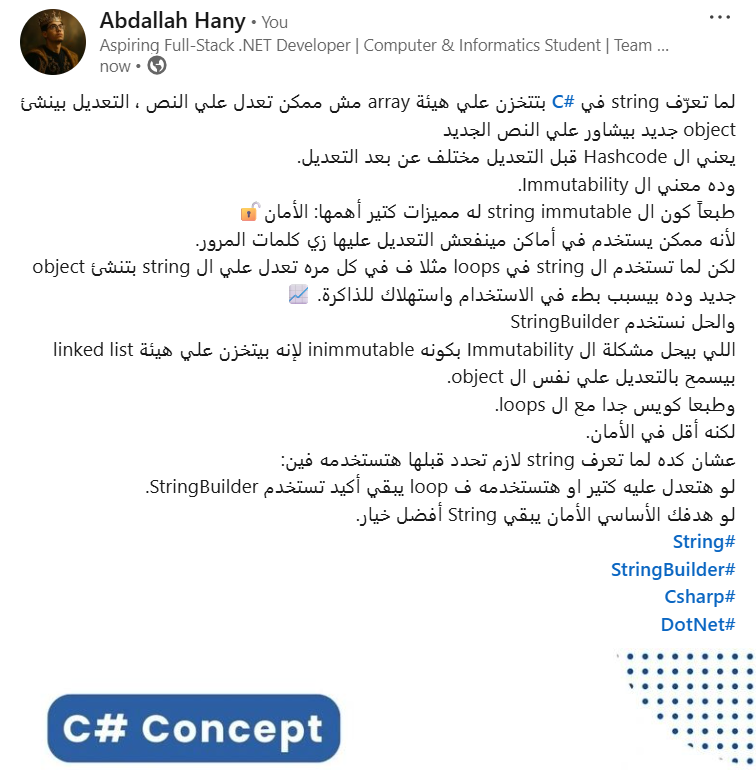 Abdallah Hany • You
Aspiring Full-Stack .NET Developer | Computer & Informatics Student | Team ...
now •
لما تعرّف string في #C بتتخزن علي هيئة array مش ممكن تعدل علي النص ، التعديل بينشئ
object جديد بيشاور علي النص الجديد
يعني ال Hashcode قبل التعديل مختلف عن بعد التعديل.
وده معني ال Immutability.
طبعاً كون ال string immutable له مميزات كتير أهمها: الأمان 🔓
لأنه ممكن يستخدم في أماكن مينفعش التعديل عليها زي كلمات المرور.
لكن لما تستخدم ال string في loops مثلا ف في كل مره تعدل علي ال string بتنشئ object
جديد وده بيسبب بطء في الاستخدام واستهلاك للذاكرة. 📈
والحل نستخدم StringBuilder
اللي بيحل مشكلة ال Immutability بكونه inimmutable لإنه بيتخزن علي هيئة linked list
بيسمح بالتعديل علي نفس ال object.
وطبعا كويس جدا مع ال loops.
لكنه أقل في الأمان.
عشان كده لما تعرف string لازم تحدد قبلها هتستخدمه فين:
لو هتعدل عليه كتير او هتستخدمه ف loop يبقي أكيد تستخدم StringBuilder.
لو هدفك الأساسي الأمان يبقي String أفضل خيار.
#String
#StringBuilder
#Csharp
#DotNet
C# Concept